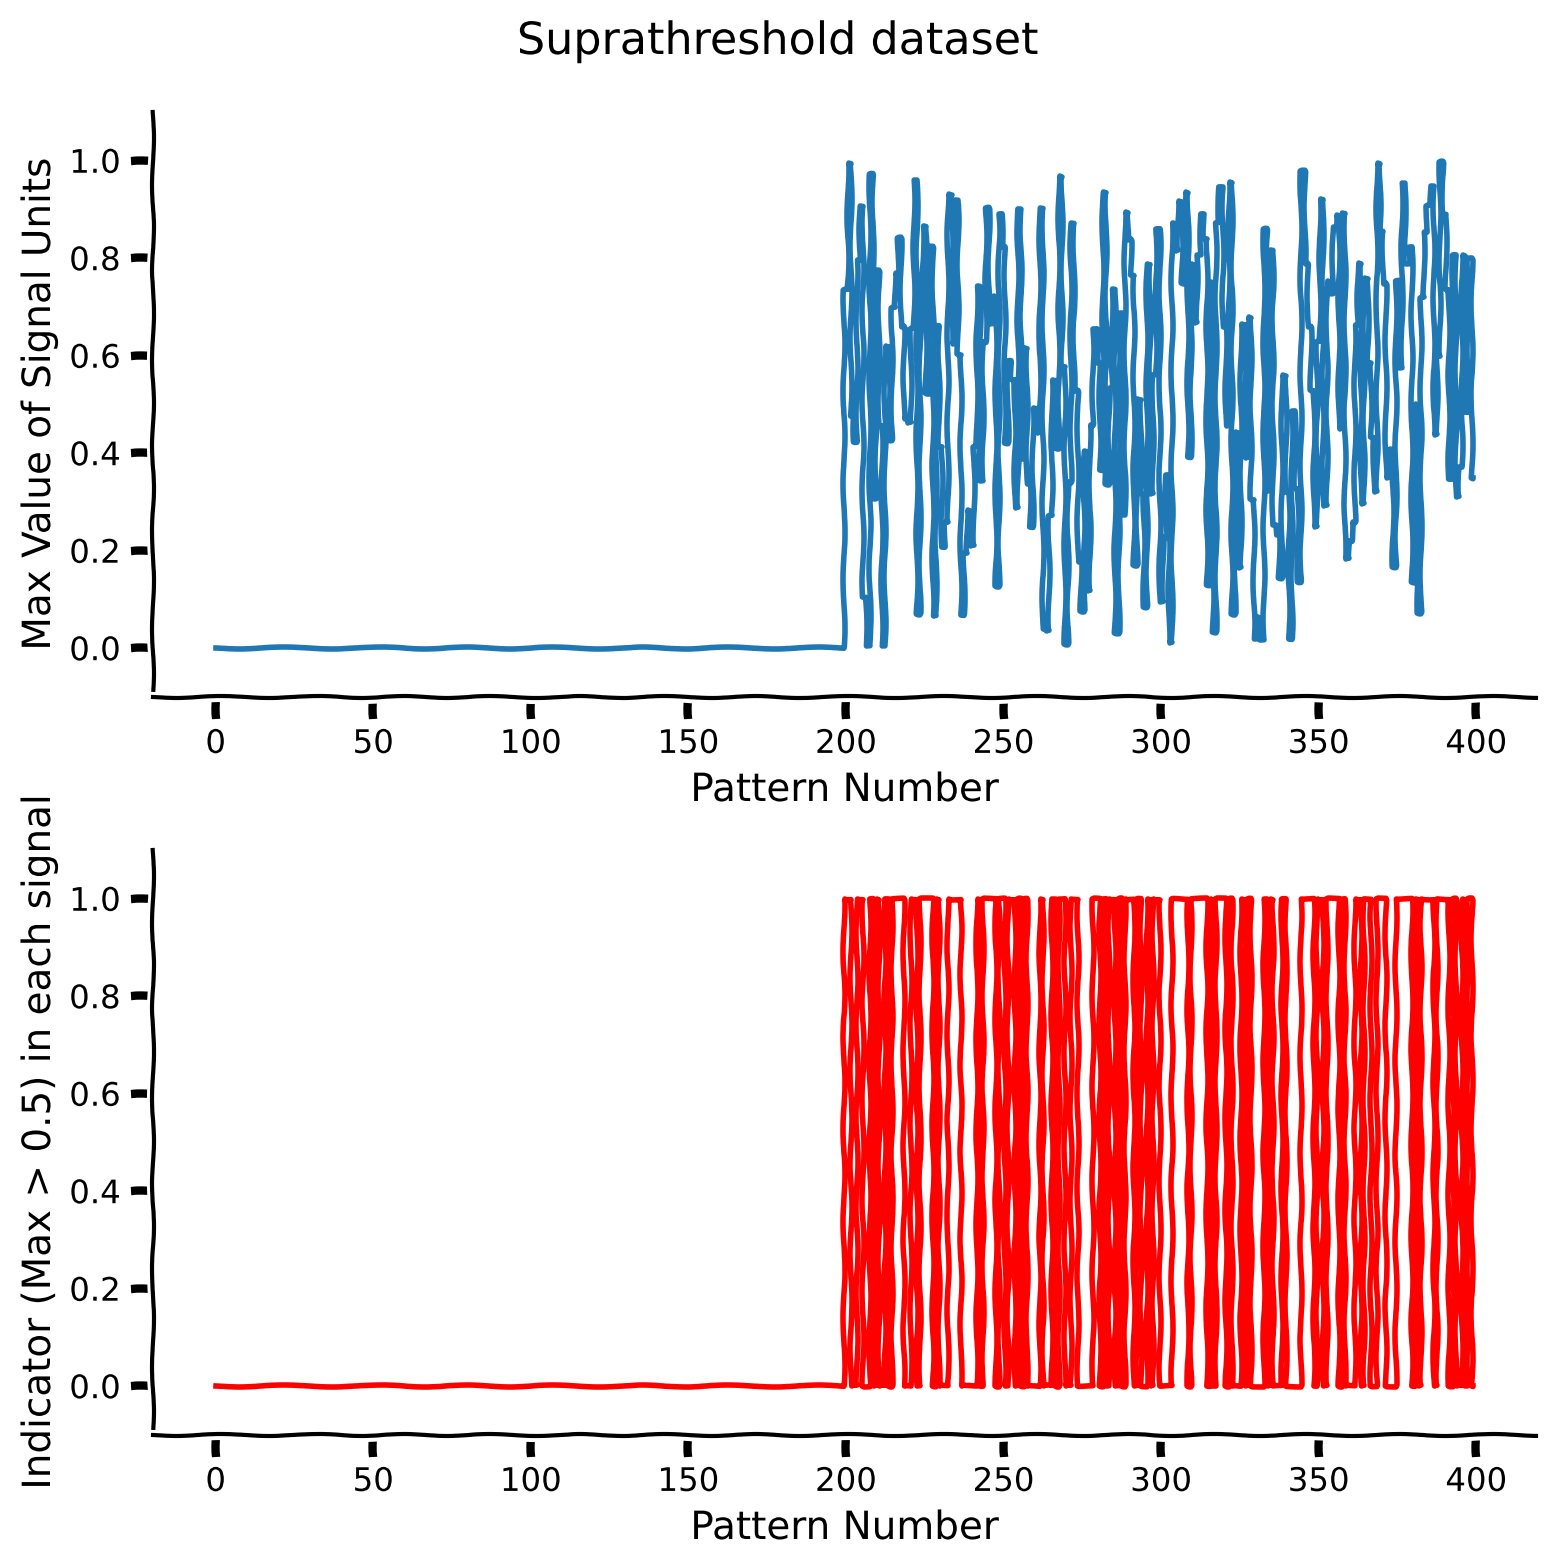 Suprathreshold dataset
Max Value of Signal Units
1.0
0.8
0.6
0.4
0.2
0.0
0 50 100 150 200 250 300 350 400
Pattern Number
Indicator (Max > 0.5) in each signal
1.0
0.8
0.6
0.4
0.2
0.0
0 50 100 150 200 250 300 350 400
Pattern Number